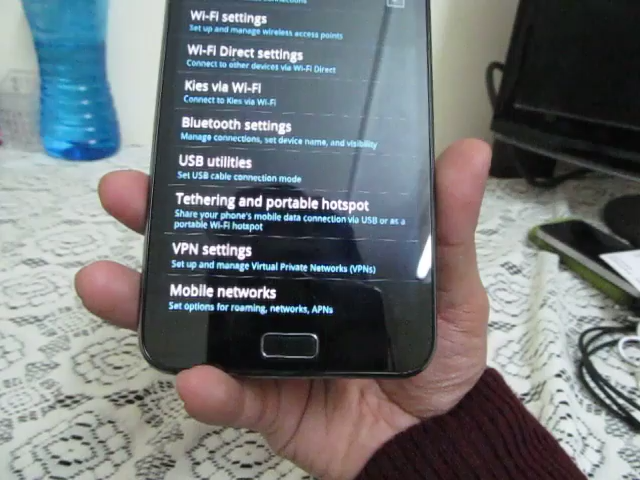 connections
Wi-Fi settings
Set up and manage wireless access points
Wi-Fi Direct settings
Connect to other devices via Wi-Fi Direct
Kies via Wi-Fi
Connect to Kies via Wi-Fi
Bluetooth settings
Manage connections, set device name, and visibility
USB utilities
Set USB cable connection mode
Tethering and portable hotspot
Share your phone's mobile data connection via USB or as a
portable Wi-Fi hotspot
VPN settings
Set up and manage Virtual Private Networks (VPNs)
Mobile networks
Set options for roaming, networks, APNs